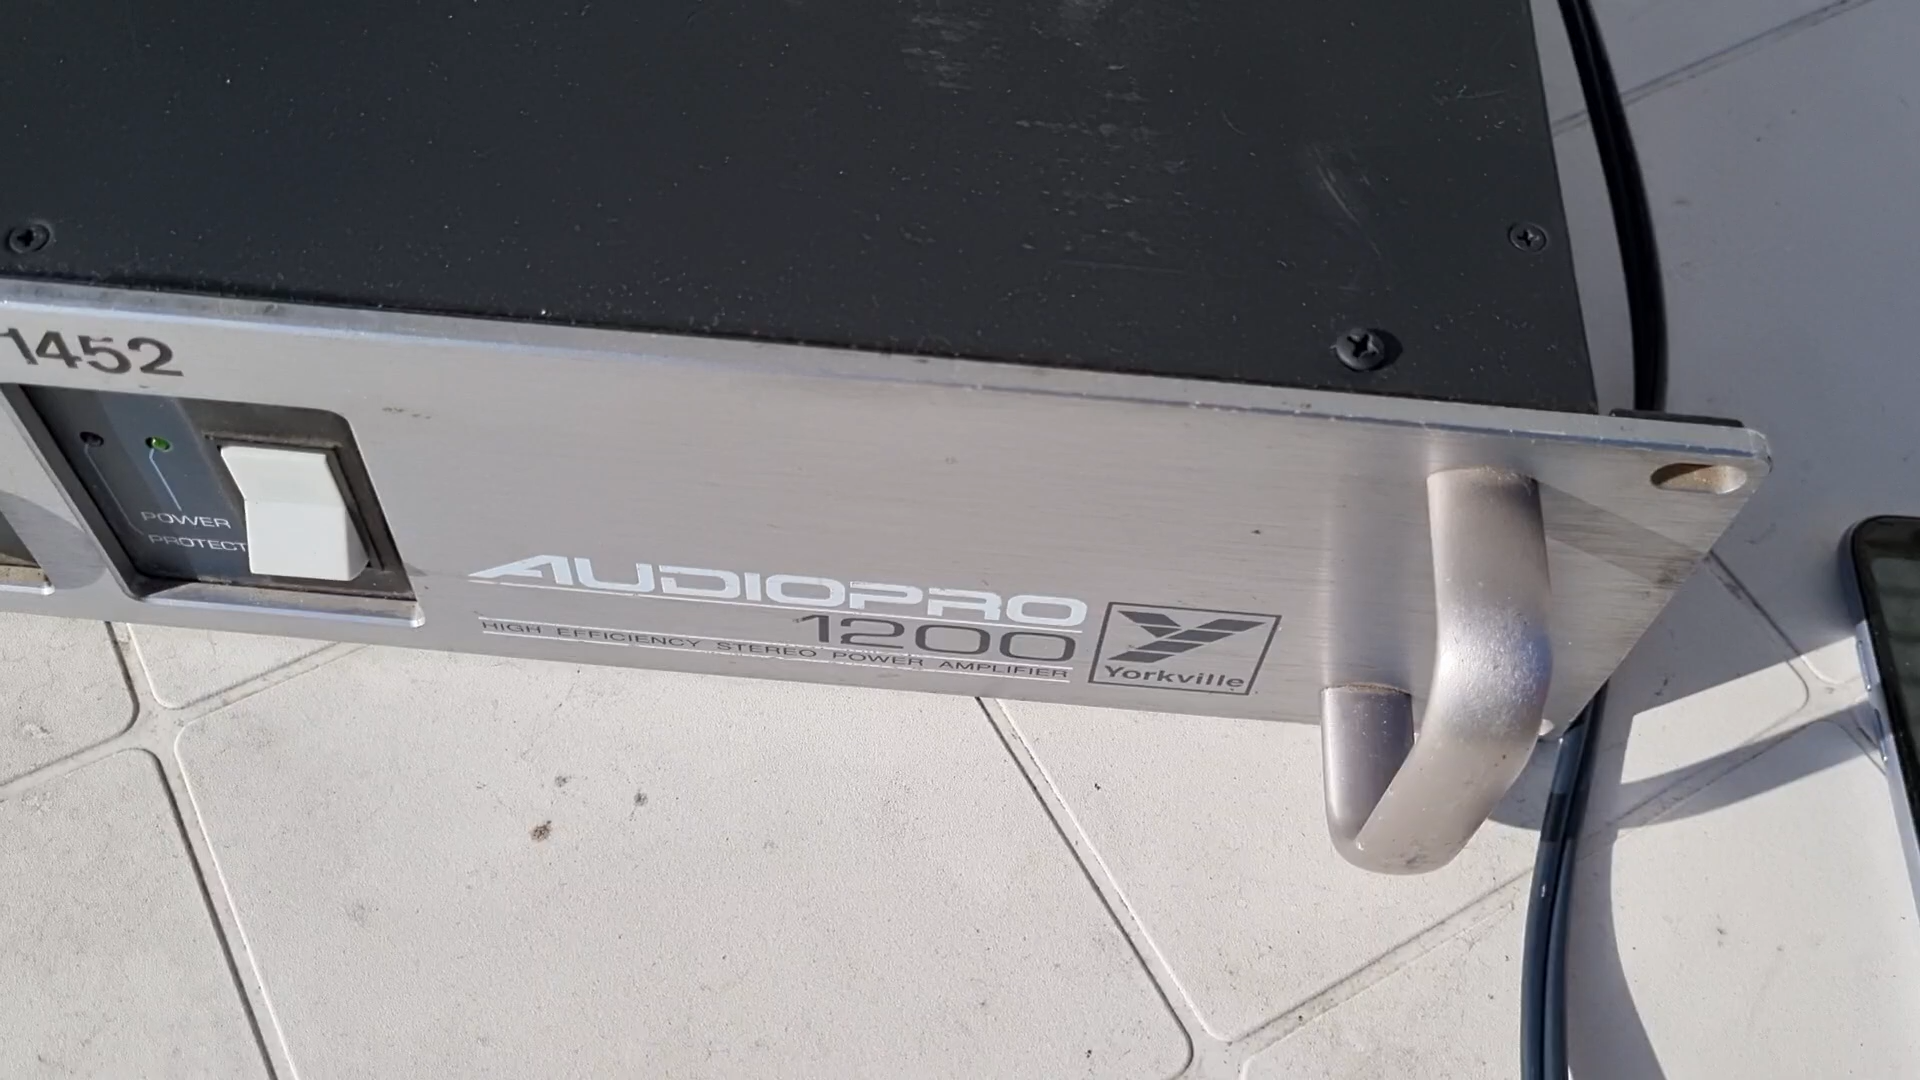 1452
POWER
PROTECT
AUDIOPRO
1200
HIGH EFFICIENCY STEREO POWER AMPLIFIER
Yorkville